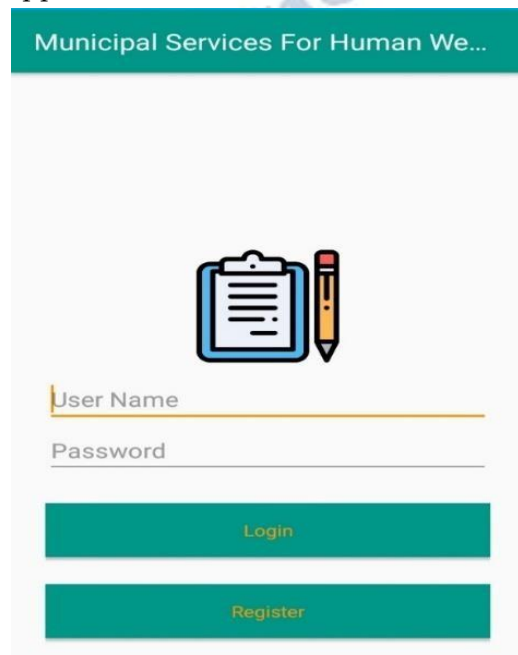 Municipal Services For Human We...
User Name
Password
Login
Register